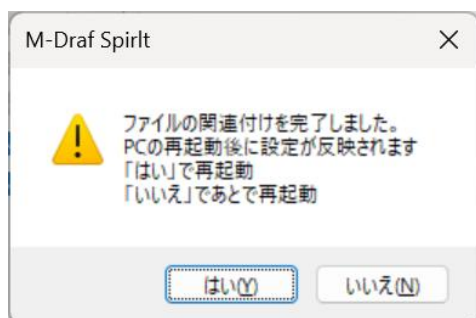 M-Draf Spirlt
ファイルの関連付けを完了しました。
PCの再起動後に設定が反映されます
「はい」で再起動
「いいえ」であとで再起動
はい(Y)
いいえ(N)